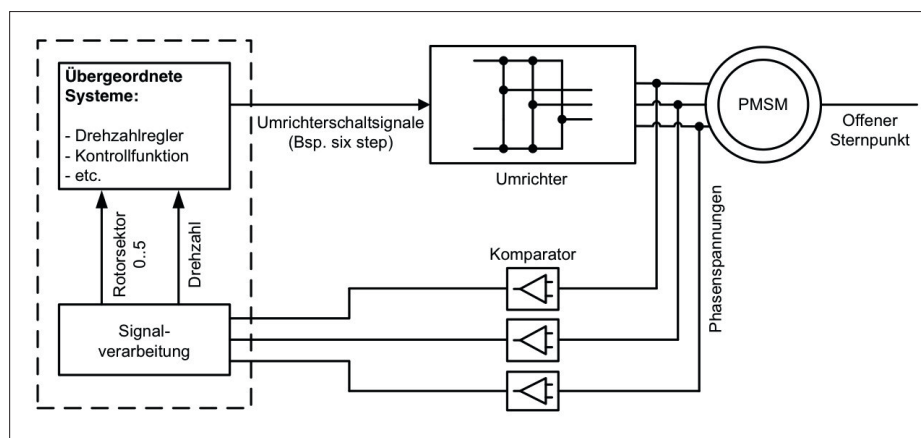 Übergeordnete
Systeme:
- Drehzahlregler
- Kontrollfunktion
- etc.
Umrichterschaltsignale
(Bsp. six step)
Umrichter
PMSM
Offener
Sternpunkt
Rotorsektor
0..5
Drehzahl
Komparator
Phasenspannungen
Signal-
verarbeitung